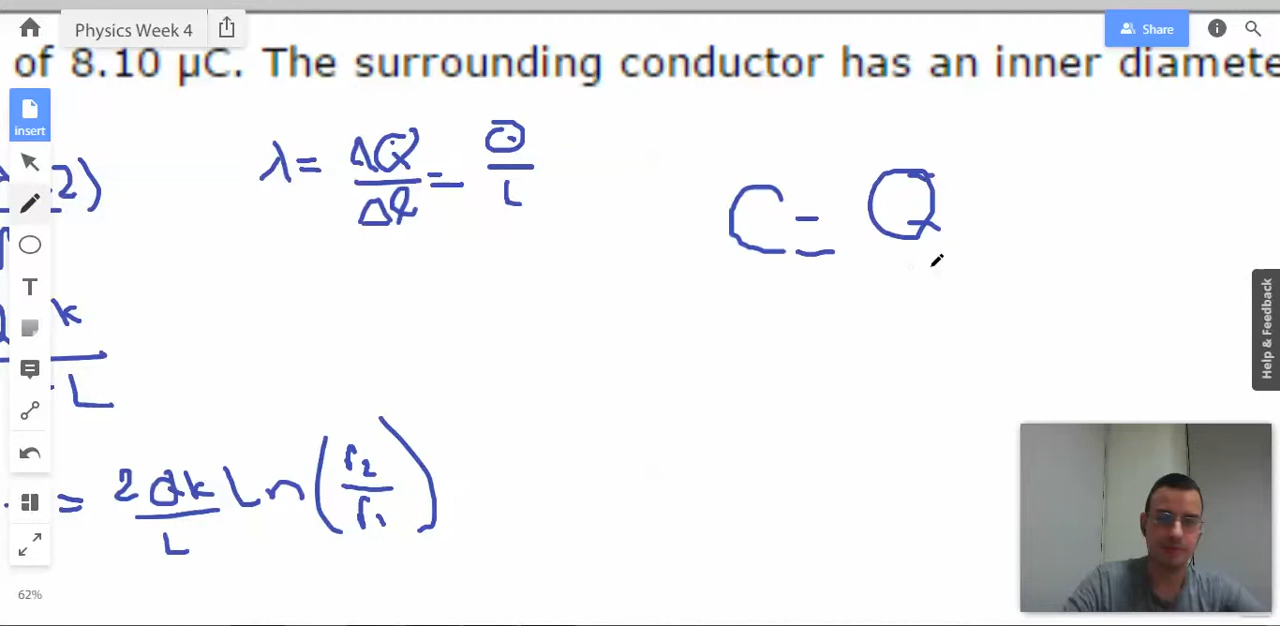 Physics Week 4
Share
of 8.10 µC. The surrounding conductor has an inner diamete
insert
2)
λ = ΔQ/Δℓ = Q/L
C = Q
k
L
T
= 2Qk/L Ln(r₂/r₁)
62%
Help & Feedback